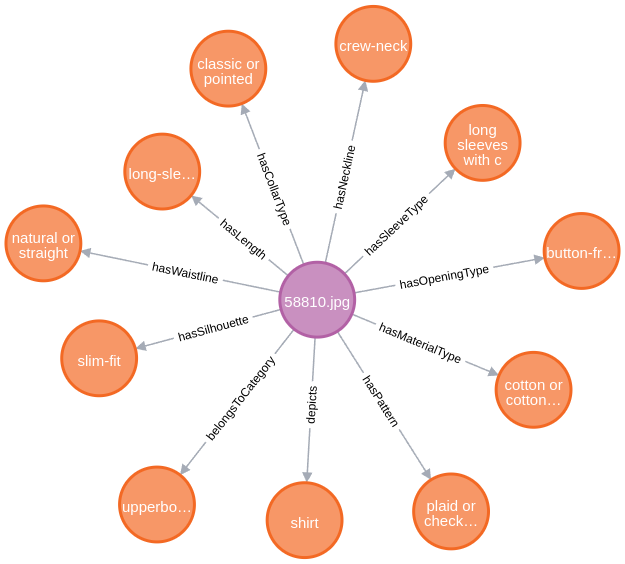 crew-neck
classic or
pointed
long
sleeves
with c
long-sle…
natural or
straight
button-fr…
58810.jpg
slim-fit
cotton or
cotton…
upperbo…
shirt
plaid or
check…
hasCollarType
hasNeckline
hasSleeveType
hasLength
hasWaistline
hasOpeningType
hasSilhouette
hasMaterialType
belongsToCategory
depicts
hasPattern